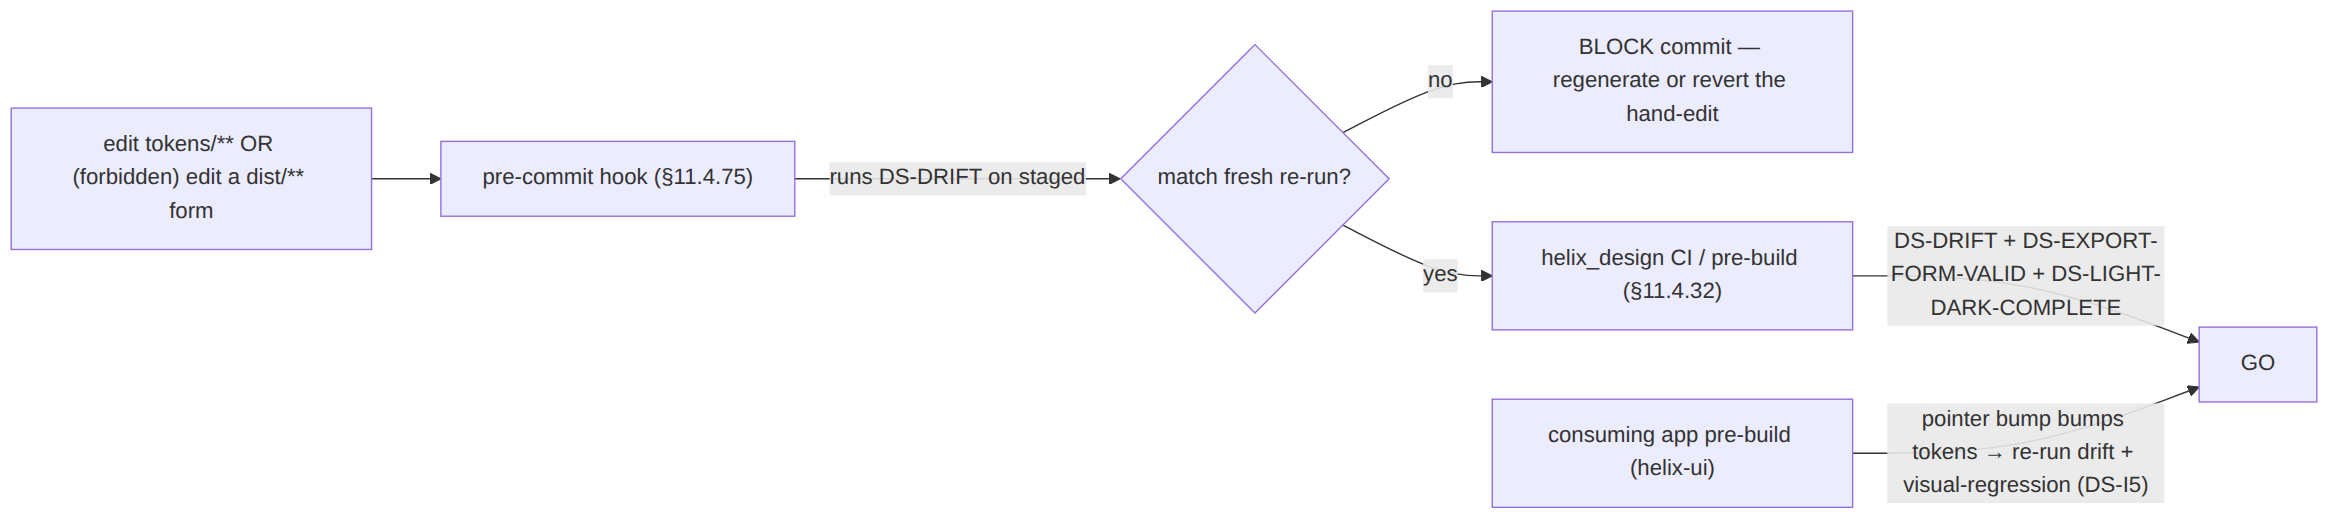 edit tokens/** OR
(forbidden) edit a dist/**
form
pre-commit hook (§11.4.75)
runs DS-DRIFT on staged
match fresh re-run?
no
BLOCK commit —
regenerate or revert the
hand-edit
yes
helix_design CI / pre-build
(§11.4.32)
DS-DRIFT + DS-EXPORT-
FORM-VALID + DS-LIGHT-
DARK-COMPLETE
consuming app pre-build
(helix-ui)
pointer bump bumps
tokens → re-run drift +
visual-regression (DS-I5)
GO